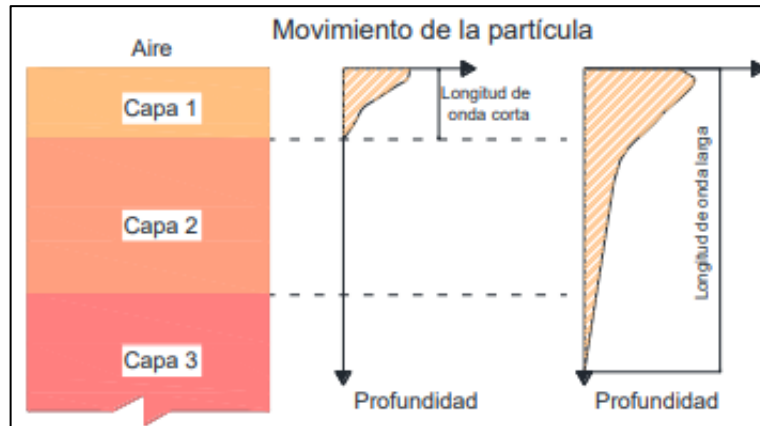 Movimiento de la partícula
Aire
Capa 1
Longitud de
onda corta
Capa 2
Longitud de onda larga
Capa 3
Profundidad
Profundidad